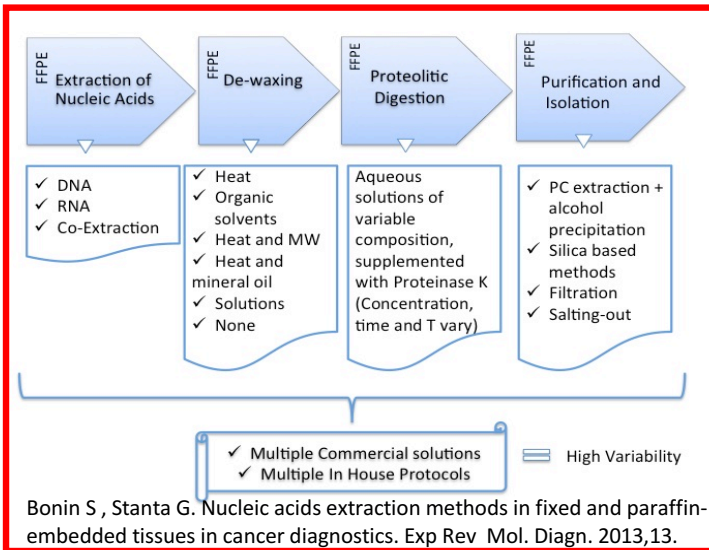 FFPE
Extraction of
Nucleic Acids
FFPE
De-waxing
FFPE
Proteolitic
Digestion
FFPE
Purification and
Isolation
✓ DNA
✓ RNA
✓ Co-Extraction
✓ Heat
✓ Organic
solvents
✓ Heat and MW
✓ Heat and
mineral oil
✓ Solutions
✓ None
Aqueous
solutions of
variable
composition,
supplemented
with Proteinase K
(Concentration,
time and T vary)
✓ PC extraction +
alcohol
precipitation
✓ Silica based
methods
✓ Filtration
✓ Salting-out
✓ Multiple Commercial solutions
✓ Multiple In House Protocols
High Variability
Bonin S , Stanta G. Nucleic acids extraction methods in fixed and paraffin-
embedded tissues in cancer diagnostics. Exp Rev Mol. Diagn. 2013,13.